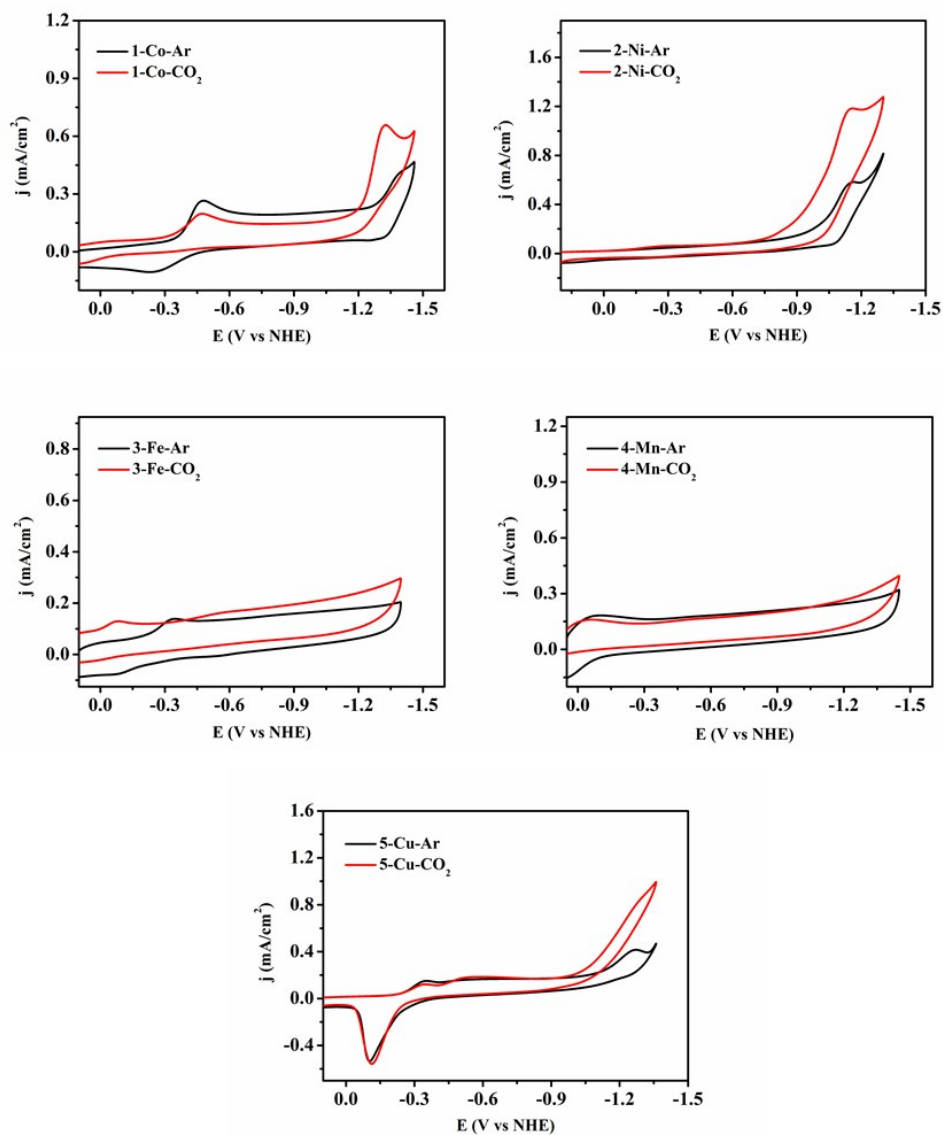 1-Co-Ar
1-Co-CO₂
j (mA/cm²)
1.2
0.9
0.6
0.3
0.0
0.0 -0.3 -0.6 -0.9 -1.2 -1.5
E (V vs NHE)
2-Ni-Ar
2-Ni-CO₂
j (mA/cm²)
1.6
1.2
0.8
0.4
0.0
0.0 -0.3 -0.6 -0.9 -1.2 -1.5
E (V vs NHE)
3-Fe-Ar
3-Fe-CO₂
j (mA/cm²)
0.8
0.6
0.4
0.2
0.0
0.0 -0.3 -0.6 -0.9 -1.2 -1.5
E (V vs NHE)
4-Mn-Ar
4-Mn-CO₂
j (mA/cm²)
1.2
0.9
0.6
0.3
0.0
0.0 -0.3 -0.6 -0.9 -1.2 -1.5
E (V vs NHE)
5-Cu-Ar
5-Cu-CO₂
j (mA/cm²)
1.6
1.2
0.8
0.4
0.0
-0.4
0.0 -0.3 -0.6 -0.9 -1.2 -1.5
E (V vs NHE)